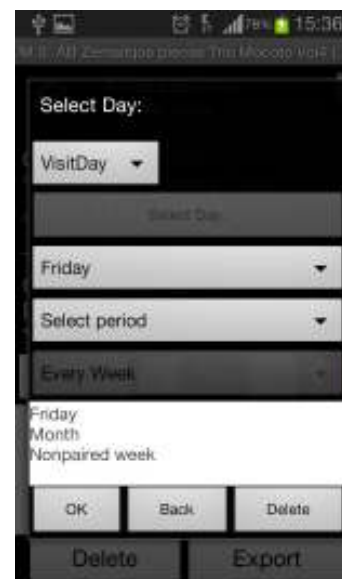 78% 15:36
Select Day:
VisitDay
Select Day
Friday
Select period
Every Week
Friday
Month
Nonpaired week
OK Back Delete
Delete Export